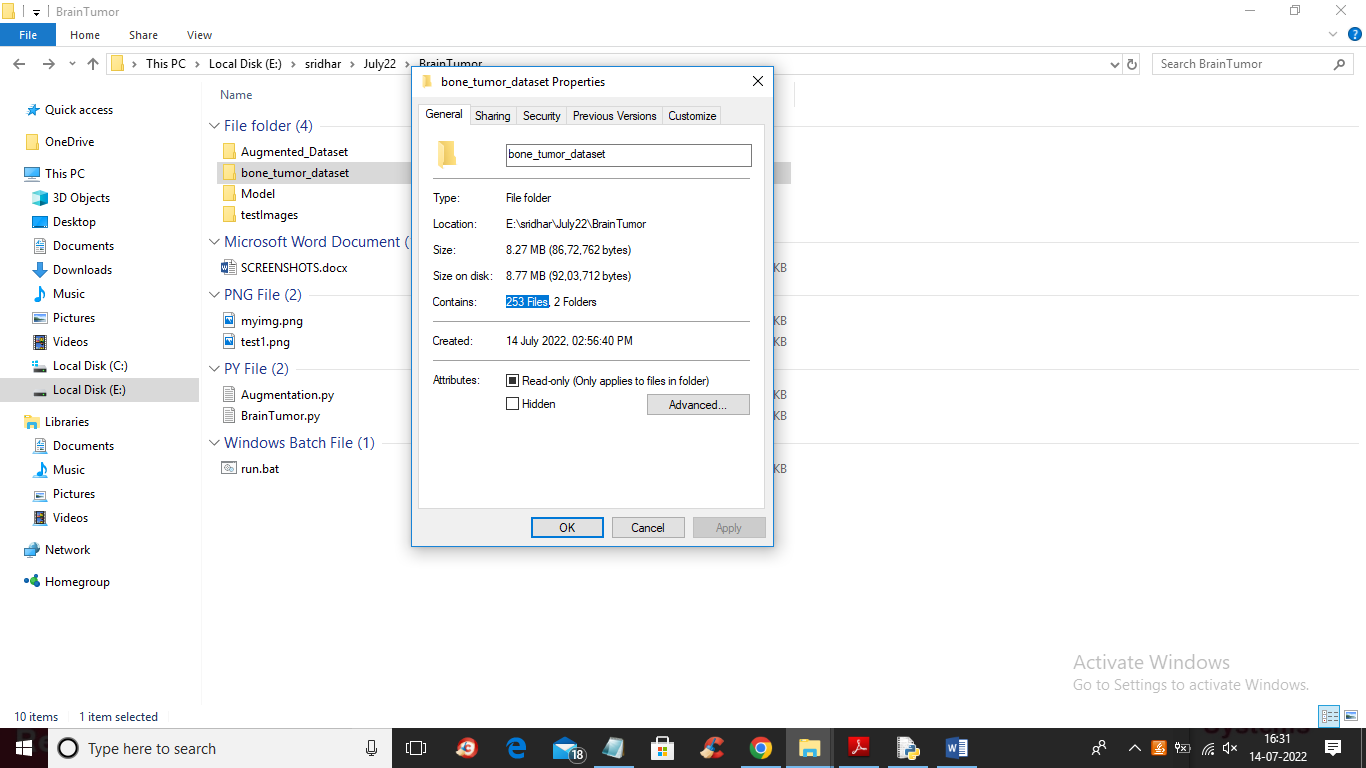 BrainTumor
File Home Share View
This PC Local Disk (E:) sridhar July22 BrainTumor
Search BrainTumor
Quick access
OneDrive
This PC
3D Objects
Desktop
Documents
Downloads
Music
Pictures
Videos
Local Disk (C:)
Local Disk (E:)
Libraries
Documents
Music
Pictures
Videos
Network
Homegroup
Name
File folder (4)
Augmented_Dataset
bone_tumor_dataset
Model
testImages
Microsoft Word Document (
SCREENSHOTS.docx
KB
PNG File (2)
myimg.png
KB
test1.png
KB
PY File (2)
Augmentation.py
KB
BrainTumor.py
KB
Windows Batch File (1)
run.bat
KB
bone_tumor_dataset Properties
General Sharing Security Previous Versions Customize
bone_tumor_dataset
Type: File folder
Location: E:\sridhar\July22\BrainTumor
Size: 8.27 MB (86,72,762 bytes)
Size on disk: 8.77 MB (92,03,712 bytes)
Contains: 253 Files, 2 Folders
Created: 14 July 2022, 02:56:40 PM
Attributes: Read-only (Only applies to files in folder)
Hidden Advanced...
OK Cancel Apply
Activate Windows
Go to Settings to activate Windows.
10 items 1 item selected
Type here to search
18
16:31
14-07-2022